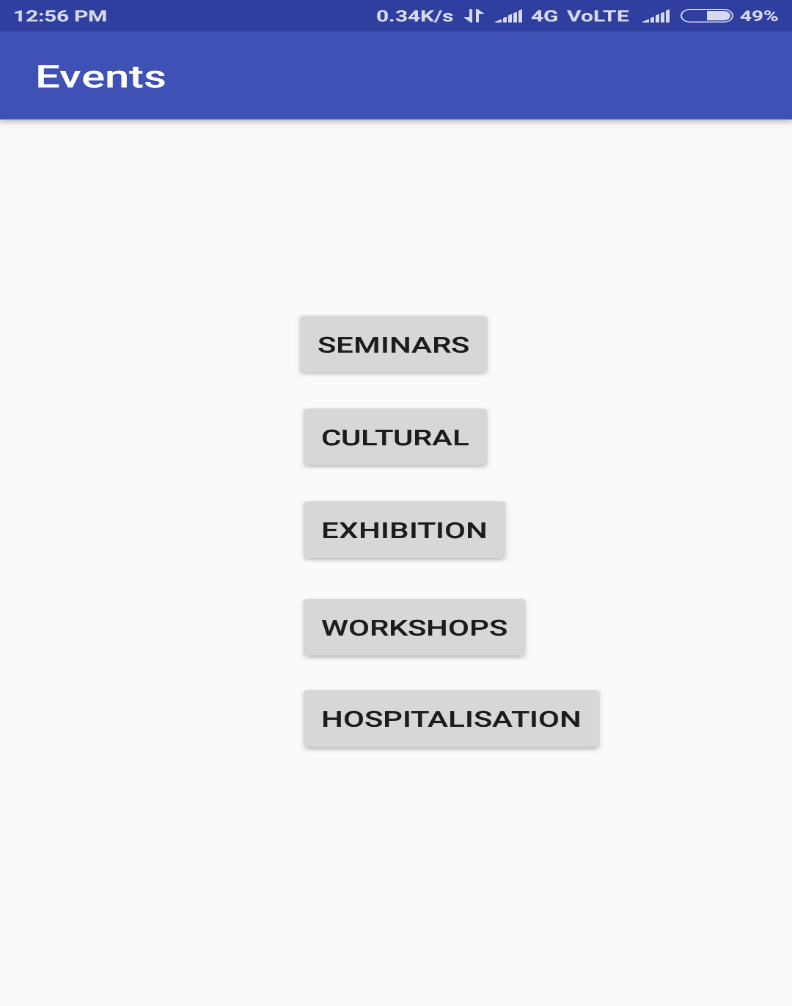 12:56 PM 0.34K/s 4G VoLTE 49%
Events
SEMINARS
CULTURAL
EXHIBITION
WORKSHOPS
HOSPITALISATION